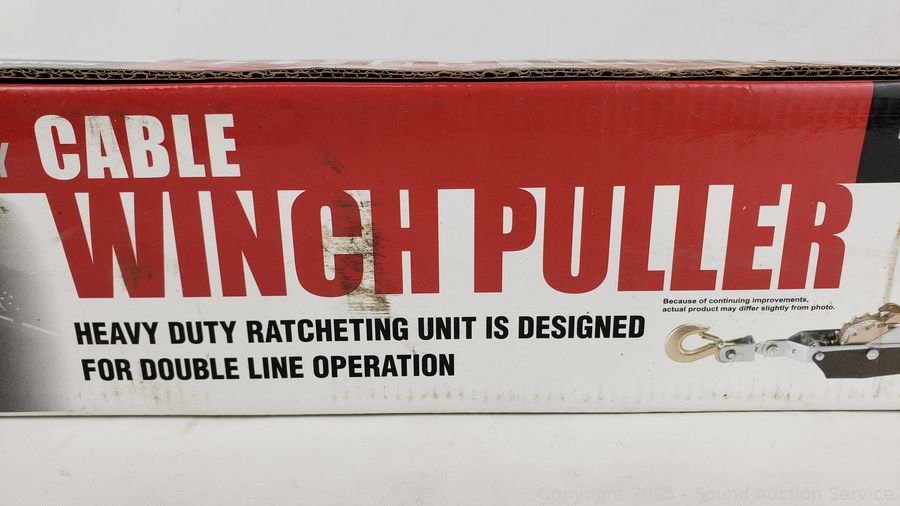 CABLE
WINCH PULLER
Because of continuing improvements,
actual product may differ slightly from photo.
HEAVY DUTY RATCHETING UNIT IS DESIGNED
FOR DOUBLE LINE OPERATION
Copyright 2025 - Sound Auction Service